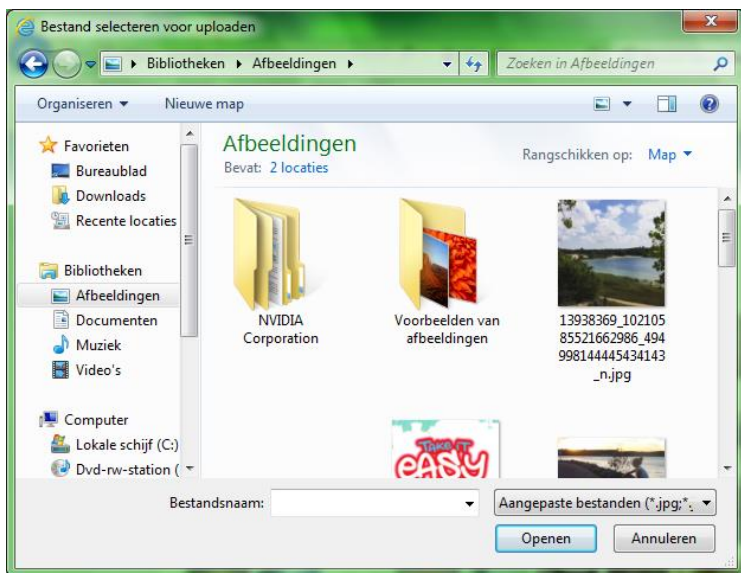 Bestand selecteren voor uploaden
Bibliotheken
Afbeeldingen
Zoeken in Afbeeldingen
Organiseren
Nieuwe map
Favorieten
Bureaublad
Downloads
Recente locaties
Bibliotheken
Afbeeldingen
Documenten
Muziek
Video's
Computer
Lokale schijf (C:)
Dvd-rw-station (
Afbeeldingen
Bevat: 2 locaties
Rangschikken op: Map
NVIDIA
Corporation
Voorbeelden van
afbeeldingen
13938369_102105
85521662986_494
998144445434143
_n.jpg
TAKE IT
EASY
Bestandsnaam:
Aangepaste bestanden (*.jpg;*.
Openen
Annuleren